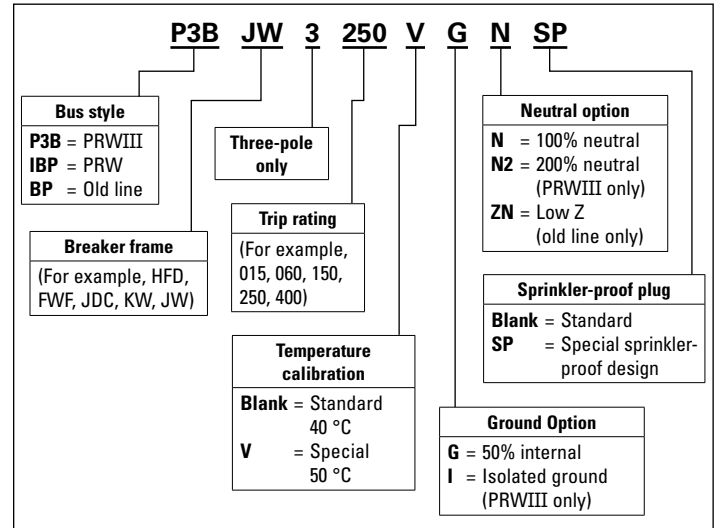 P3B JW 3 250 V G N SP
Bus style
P3B = PRWIII
IBP = PRW
BP = Old line
Breaker frame
(For example, HFD,
FWF, JDC, KW, JW)
Three-pole
only
Trip rating
(For example,
015, 060, 150,
250, 400)
Temperature
calibration
Blank = Standard
40 °C
V = Special
50 °C
Neutral option
N = 100% neutral
N2 = 200% neutral
(PRWIII only)
ZN = Low Z
(old line only)
Sprinkler-proof plug
Blank = Standard
SP = Special sprinkler-
proof design
Ground Option
G = 50% internal
I = Isolated ground
(PRWIII only)